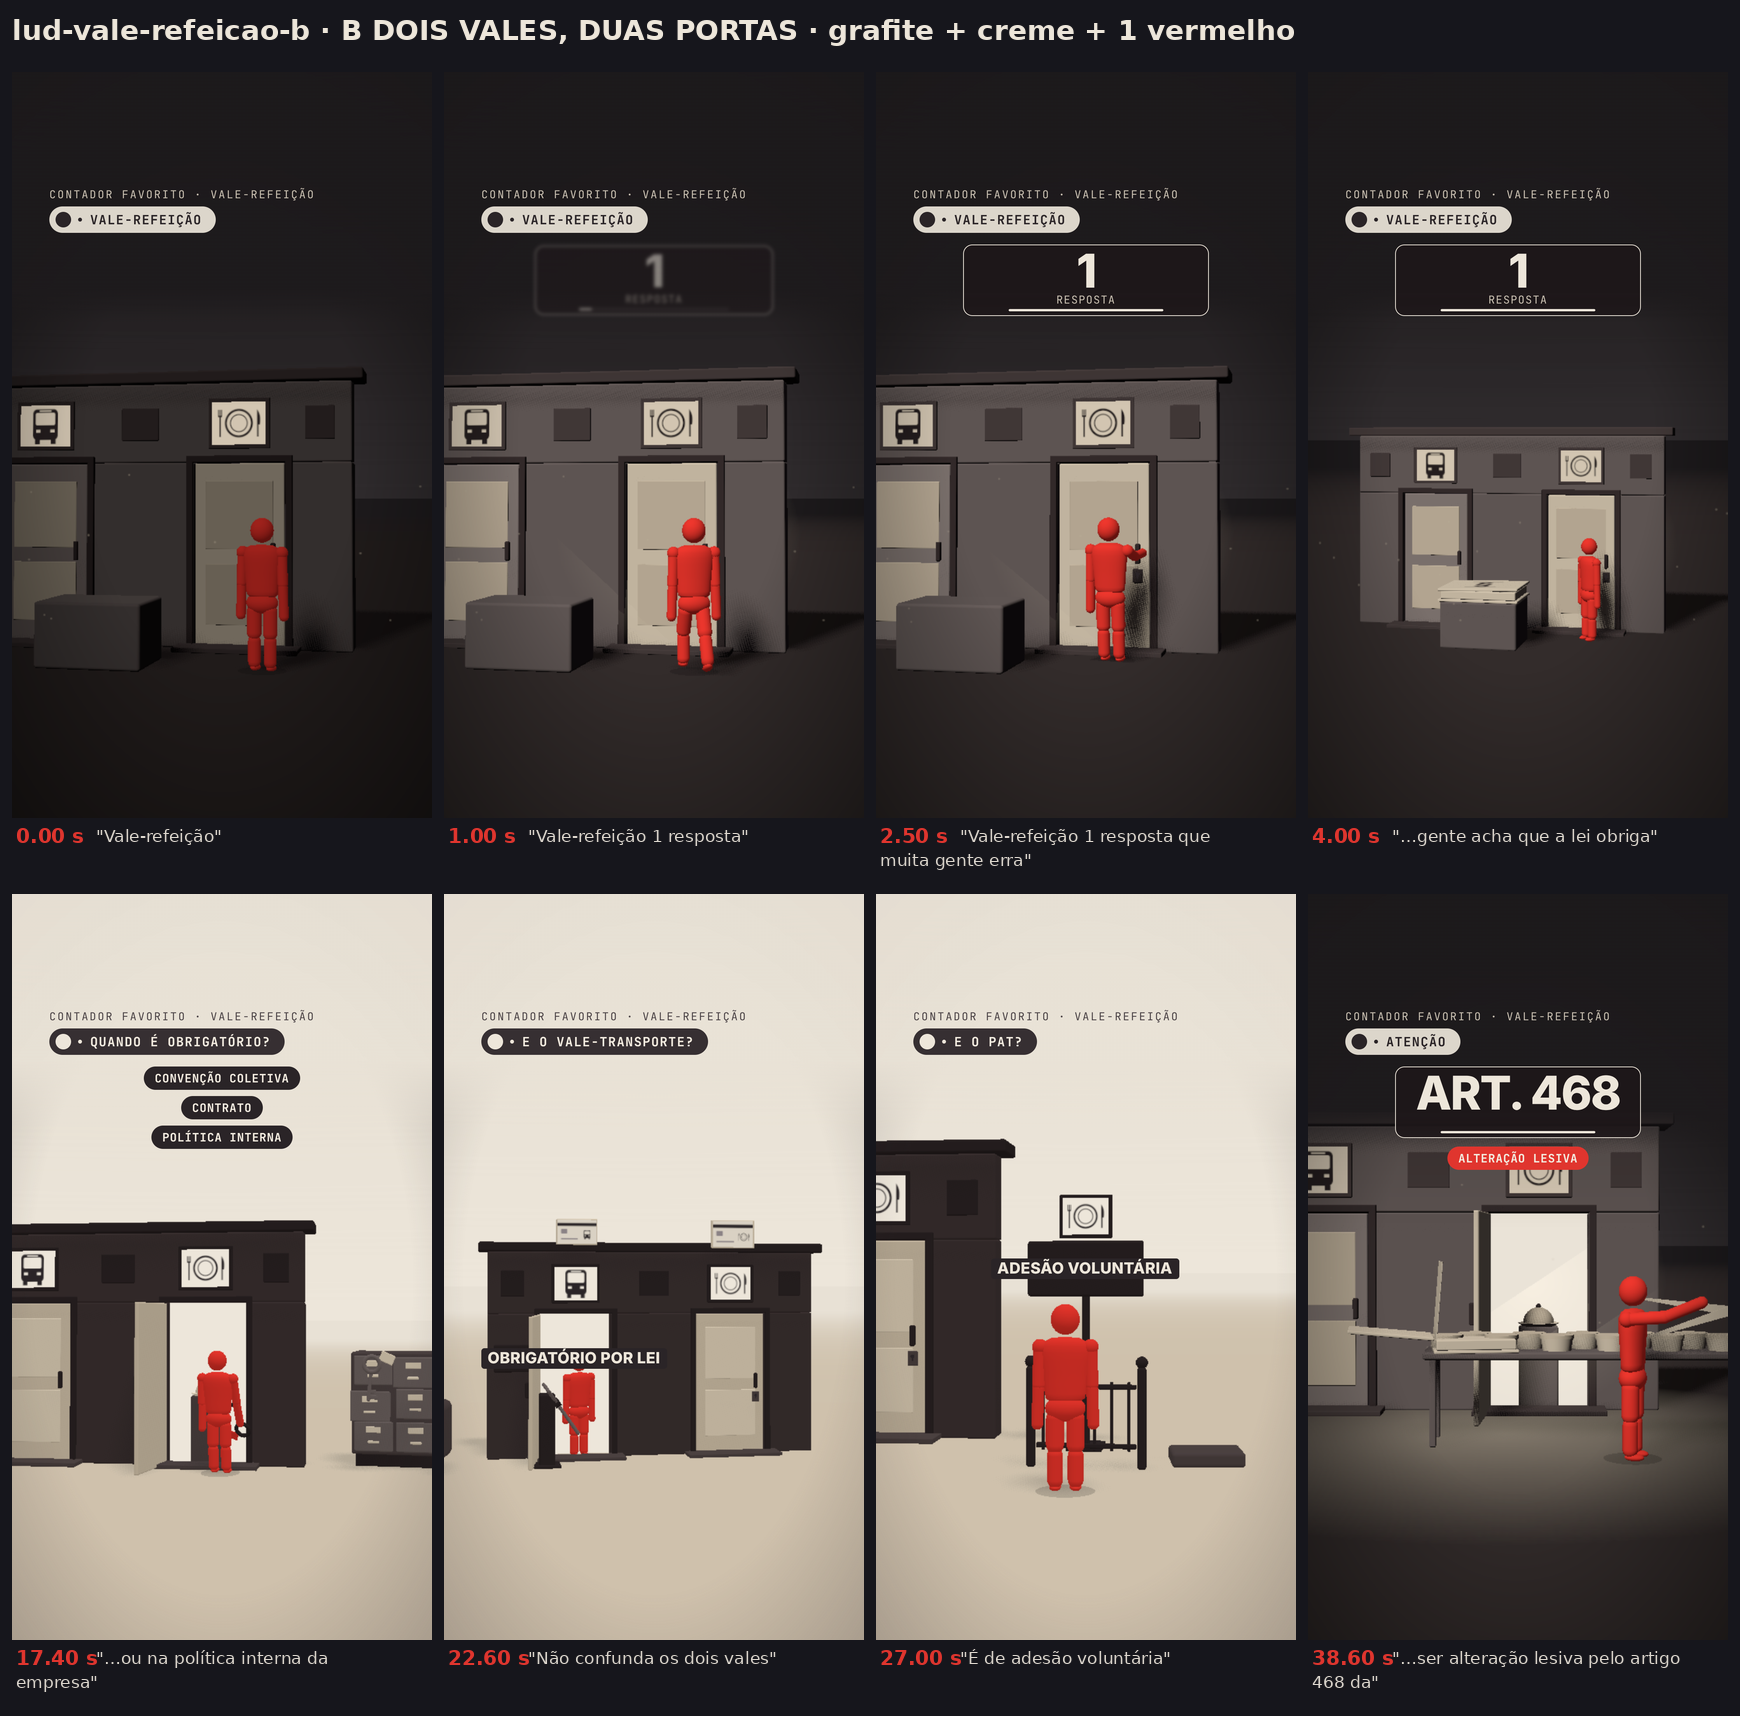 lud-vale-refeicao-b · B DOIS VALES, DUAS PORTAS · grafite + creme + 1 vermelho
CONTADOR FAVORITO · VALE-REFEIÇÃO
• VALE-REFEIÇÃO
0.00 s "Vale-refeição"
CONTADOR FAVORITO · VALE-REFEIÇÃO
• VALE-REFEIÇÃO
1
RESPOSTA
1.00 s "Vale-refeição 1 resposta"
CONTADOR FAVORITO · VALE-REFEIÇÃO
• VALE-REFEIÇÃO
1
RESPOSTA
2.50 s "Vale-refeição 1 resposta que
muita gente erra"
CONTADOR FAVORITO · VALE-REFEIÇÃO
• VALE-REFEIÇÃO
1
RESPOSTA
4.00 s "...gente acha que a lei obriga"
CONTADOR FAVORITO · VALE-REFEIÇÃO
• QUANDO É OBRIGATÓRIO?
CONVENÇÃO COLETIVA
CONTRATO
POLÍTICA INTERNA
17.40 s "...ou na política interna da
empresa"
CONTADOR FAVORITO · VALE-REFEIÇÃO
• E O VALE-TRANSPORTE?
OBRIGATÓRIO POR LEI
22.60 s "Não confunda os dois vales"
CONTADOR FAVORITO · VALE-REFEIÇÃO
• E O PAT?
ADESÃO VOLUNTÁRIA
27.00 s "É de adesão voluntária"
CONTADOR FAVORITO · VALE-REFEIÇÃO
• ATENÇÃO
ART. 468
ALTERAÇÃO LESIVA
38.60 s "...ser alteração lesiva pelo artigo
468 da"